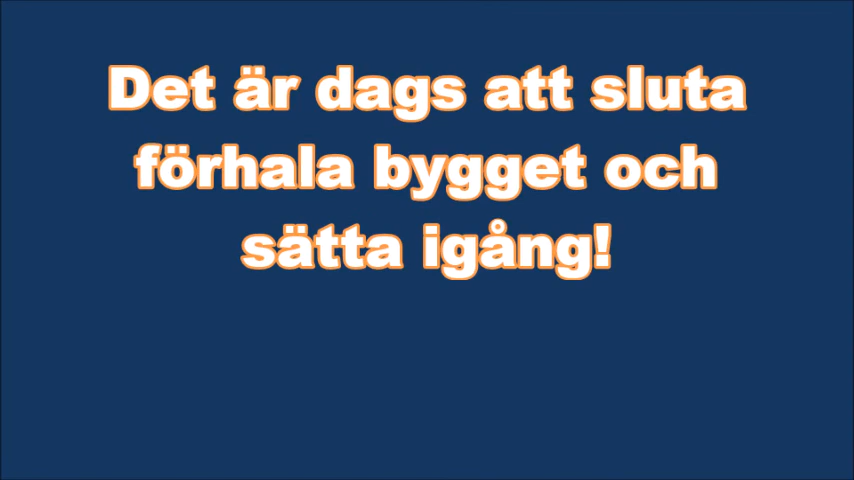 Det är dags att sluta
förhala bygget och
sätta igång!